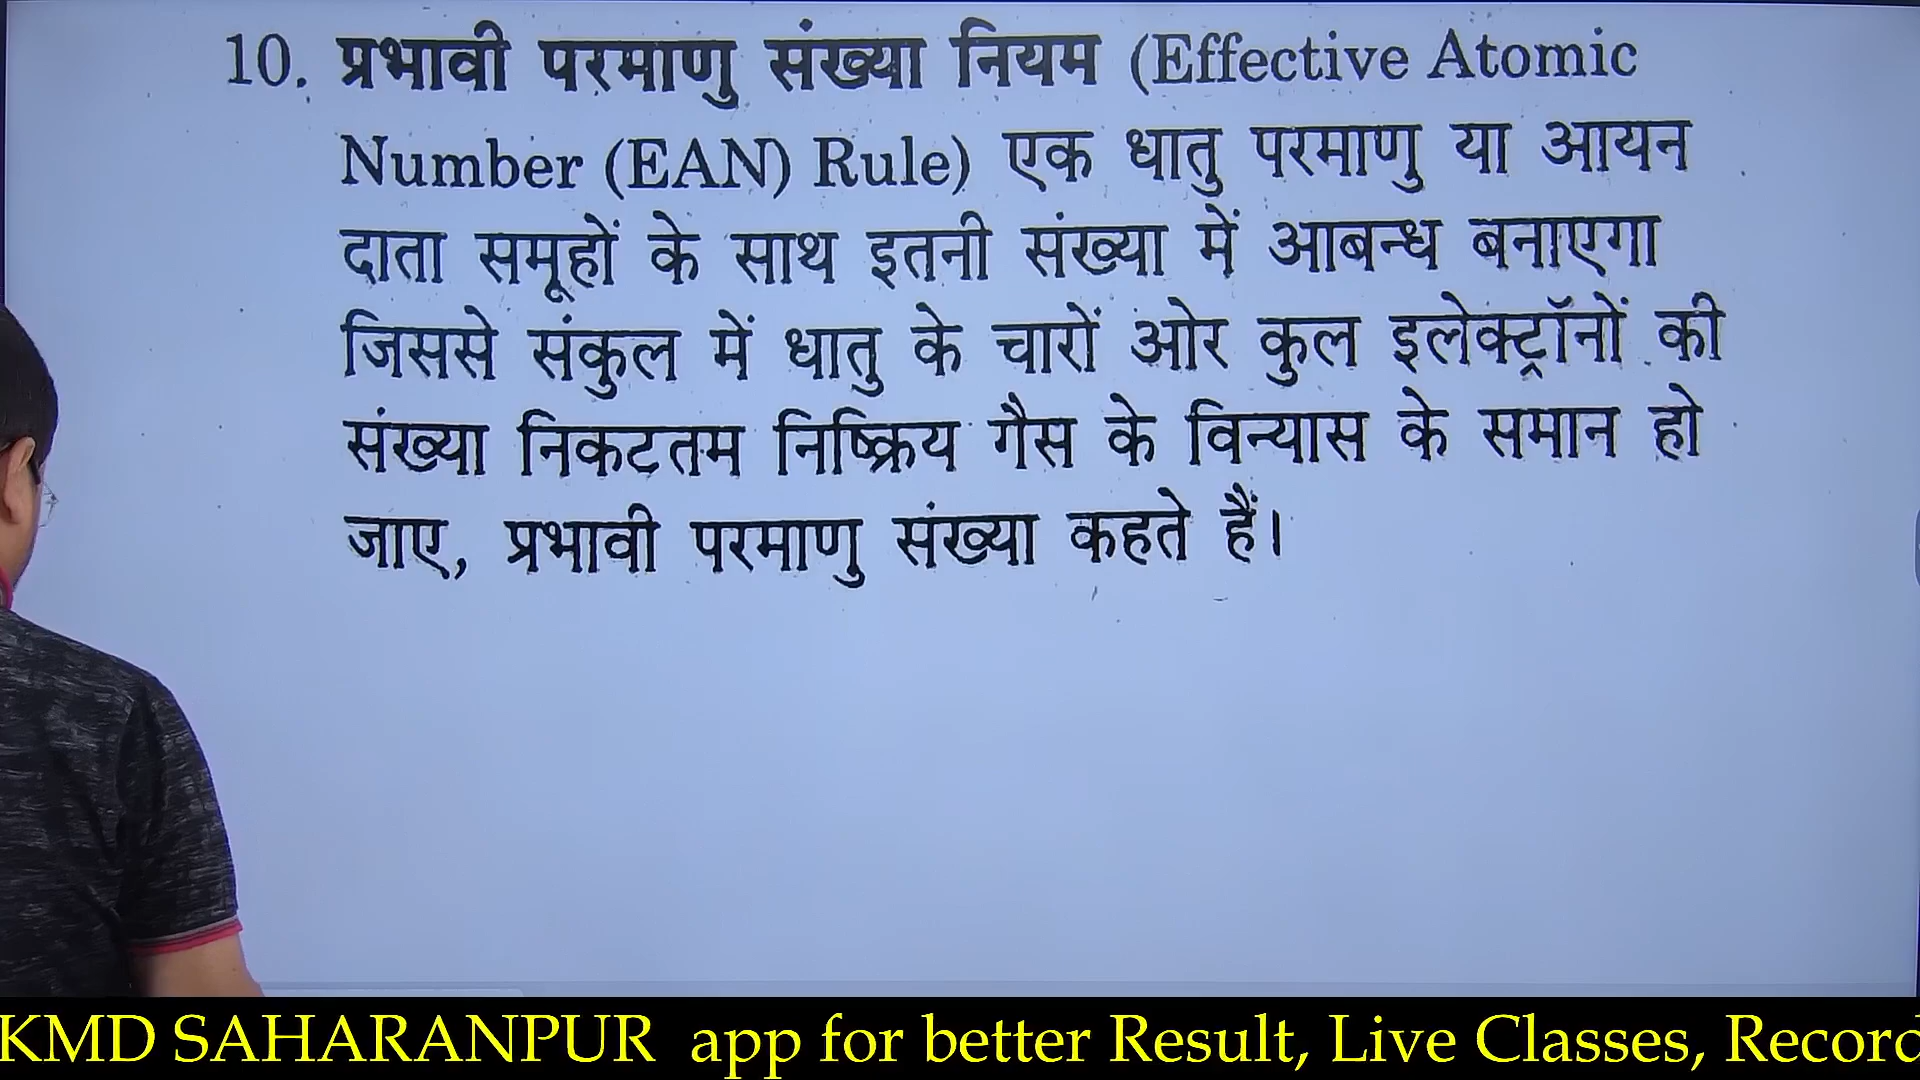 10. प्रभावी परमाणु संख्या नियम (Effective Atomic
Number (EAN) Rule) एक धातु परमाणु या आयन
दाता समूहों के साथ इतनी संख्या में आबन्ध बनाएगा
जिससे संकुल में धातु के चारों ओर कुल इलेक्ट्रॉनों की
संख्या निकटतम निष्क्रिय गैस के विन्यास के समान हो
जाए, प्रभावी परमाणु संख्या कहते हैं।
KMD SAHARANPUR app for better Result, Live Classes, Record